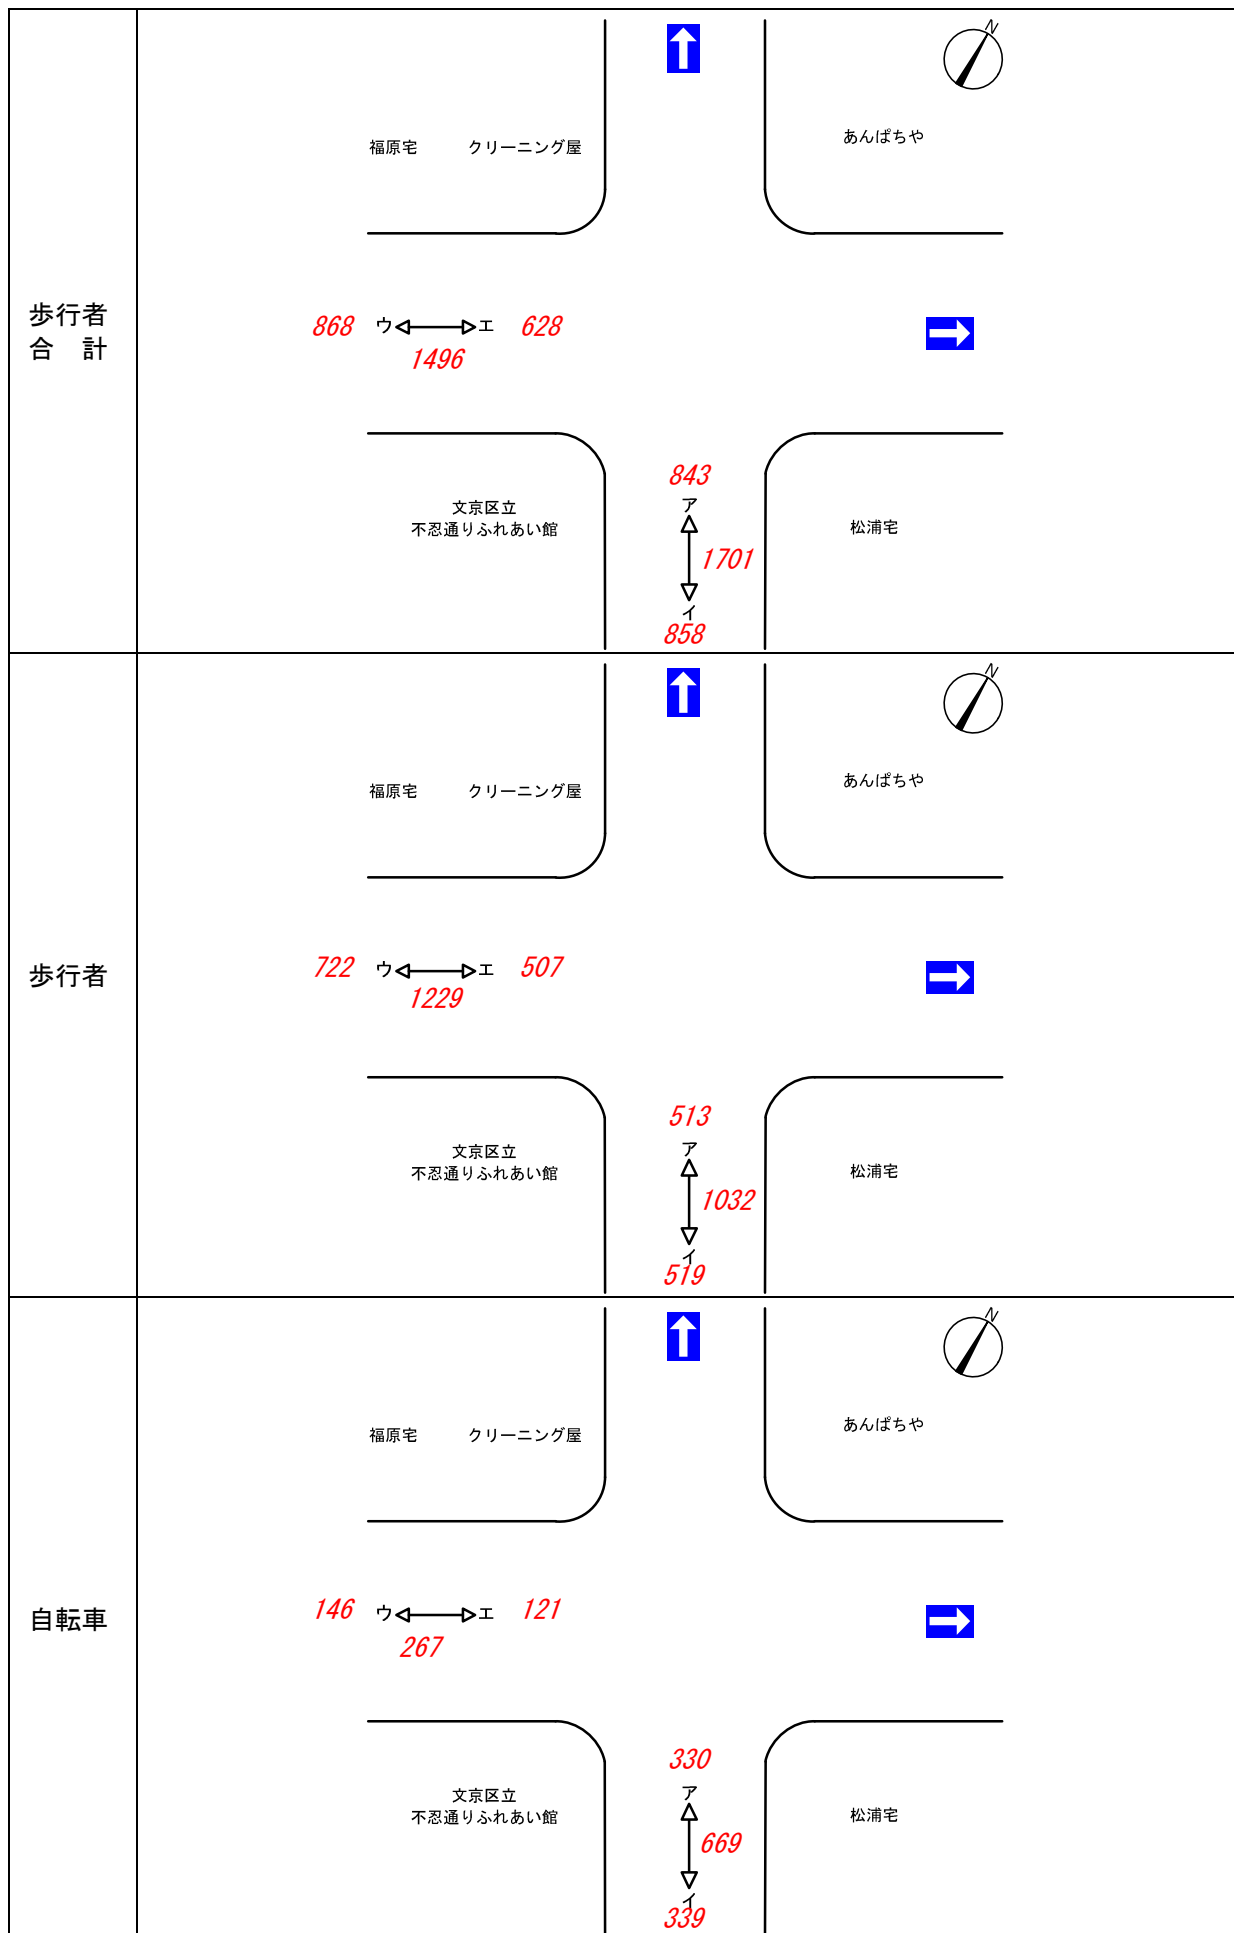 歩行者
合　計
N
福原宅
クリーニング屋
あんぱちや
868 ウ エ 628
1496
843
ア
1701
イ
858
文京区立
不忍通りふれあい館
松浦宅
歩行者
N
福原宅
クリーニング屋
あんぱちや
722 ウ エ 507
1229
513
ア
1032
イ
519
文京区立
不忍通りふれあい館
松浦宅
自転車
N
福原宅
クリーニング屋
あんぱちや
146 ウ エ 121
267
330
ア
669
イ
339
文京区立
不忍通りふれあい館
松浦宅